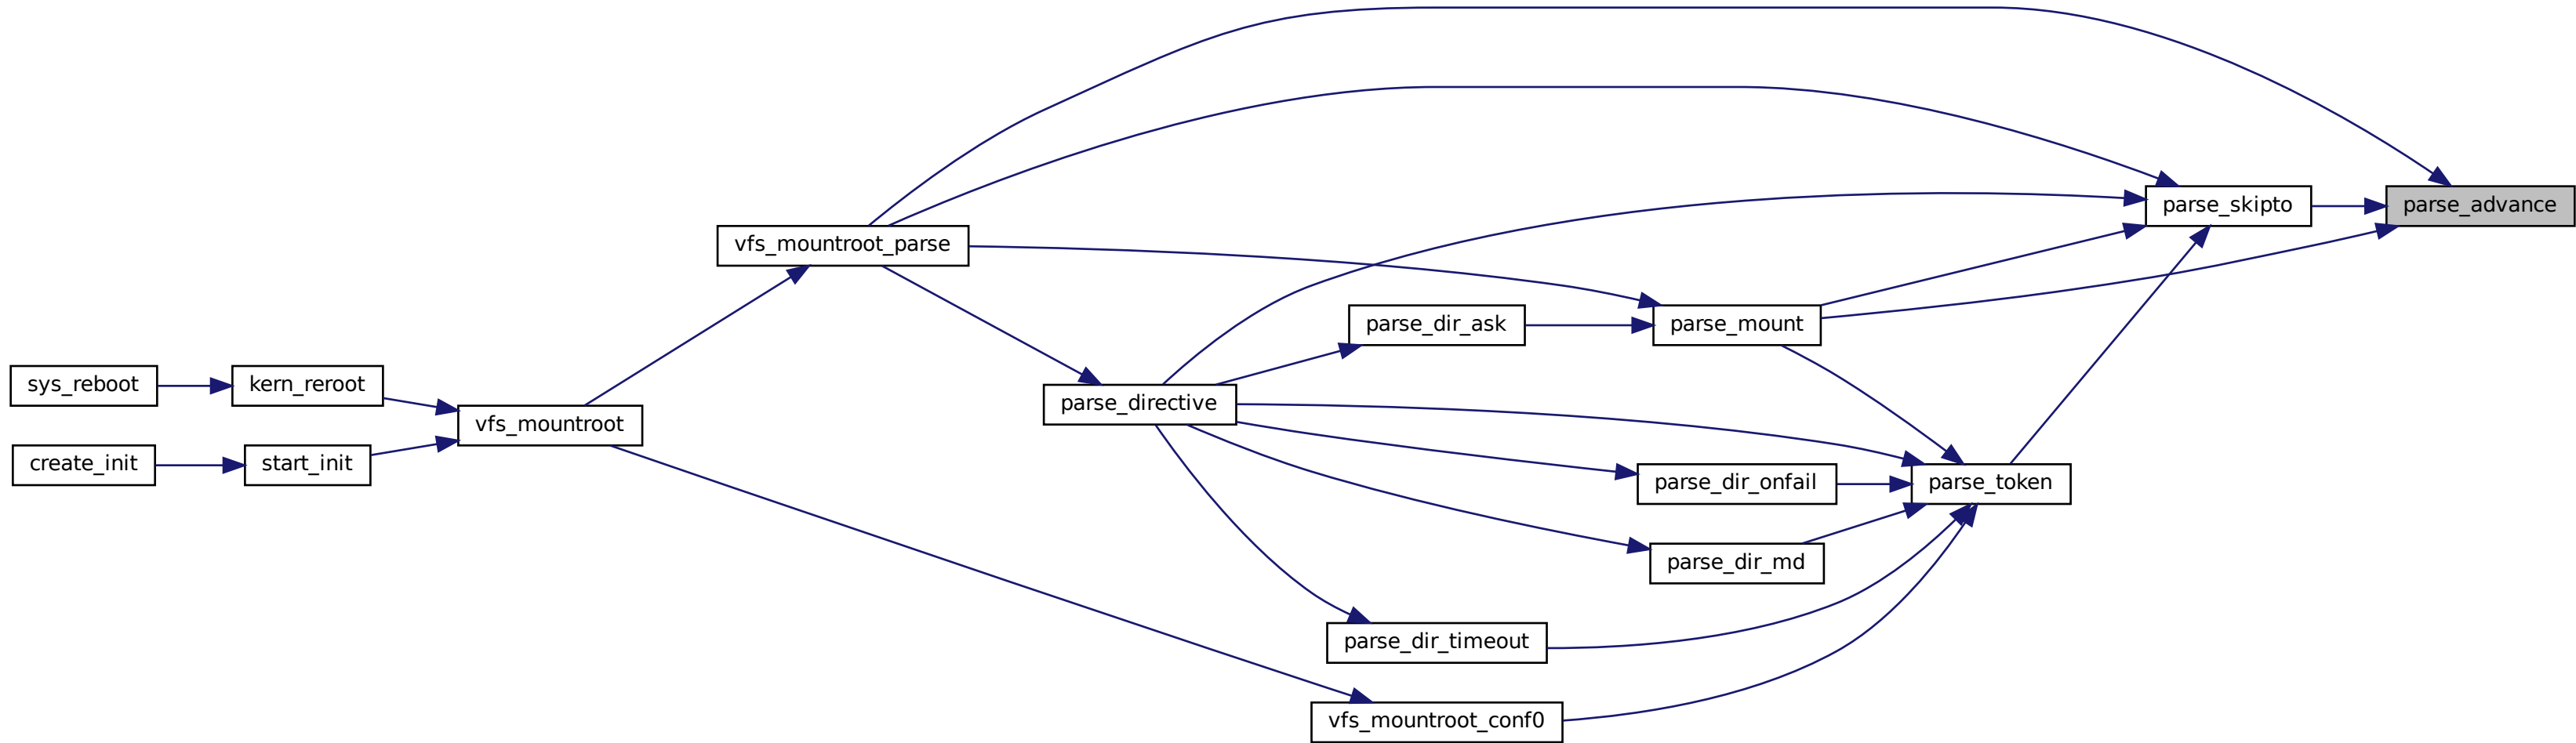 parse_skipto
parse_advance
vfs_mountroot_parse
parse_dir_ask
parse_mount
sys_reboot
kern_reroot
parse_directive
vfs_mountroot
create_init
start_init
parse_dir_onfail
parse_token
parse_dir_md
parse_dir_timeout
vfs_mountroot_conf0